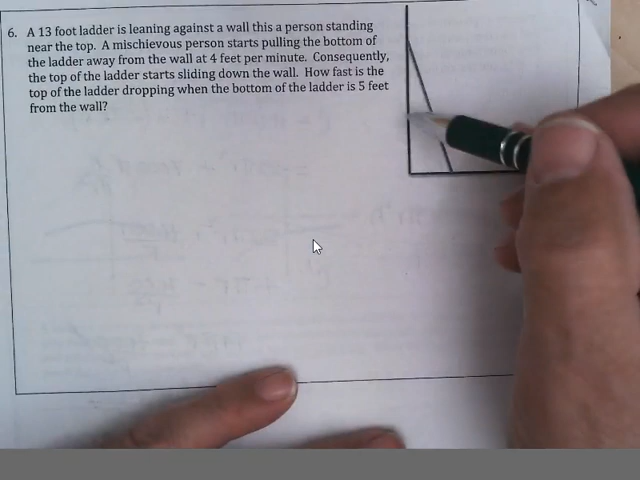 6. A 13 foot ladder is leaning against a wall this a person standing
near the top. A mischievous person starts pulling the bottom of
the ladder away from the wall at 4 feet per minute. Consequently,
the top of the ladder starts sliding down the wall. How fast is the
top of the ladder dropping when the bottom of the ladder is 5 feet
from the wall?